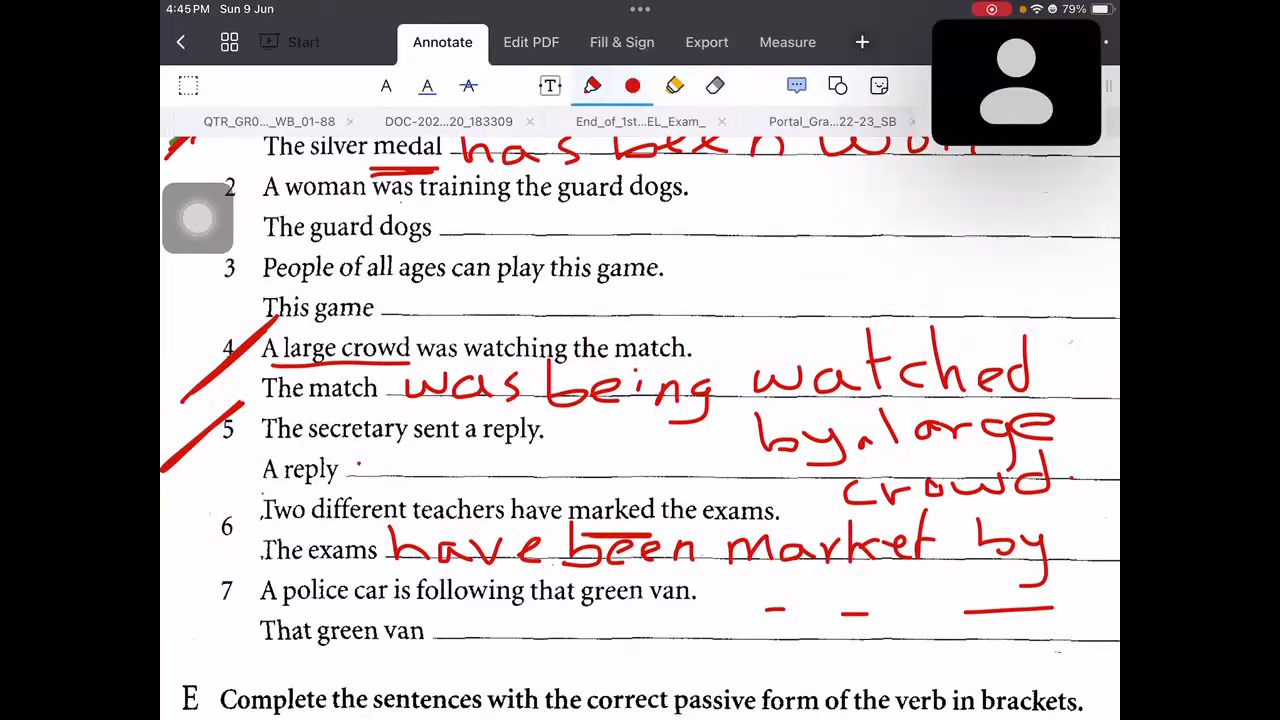 4:45 PM Sun 9 Jun ••• 79%
Start Annotate Edit PDF Fill & Sign Export Measure +
A A A T
QTR_GR0..._WB_01-88 × DOC-202...20_183309 × End_of_1st...EL_Exam_ × Portal_Gra...22-23_SB
The silver medal has been won
2 A woman was training the guard dogs.
The guard dogs
3 People of all ages can play this game.
This game
4 A large crowd was watching the match.
The match was being watched
by a large
5 The secretary sent a reply.
A reply
crowd.
6 Two different teachers have marked the exams.
The exams have been market by
7 A police car is following that green van.
That green van
E Complete the sentences with the correct passive form of the verb in brackets.